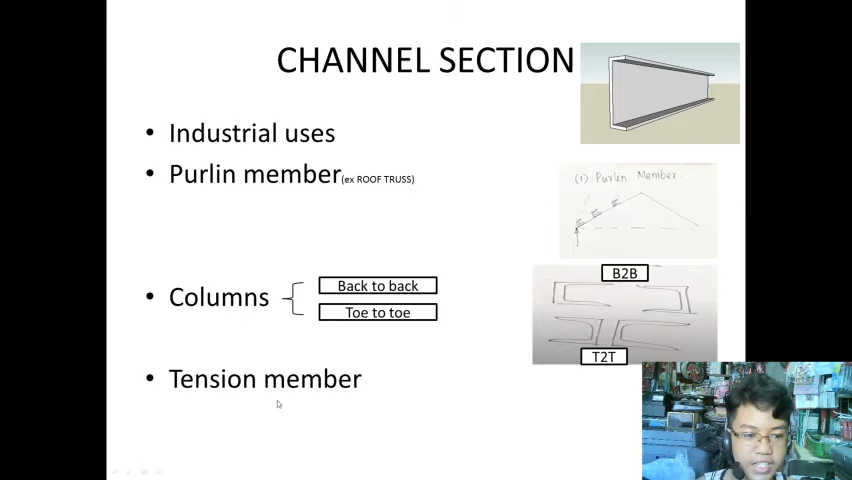 CHANNEL SECTION
• Industrial uses
• Purlin member(ex ROOF TRUSS)
(1) Purlin Member.
B2B
• Columns
Back to back
Toe to toe
T2T
• Tension member